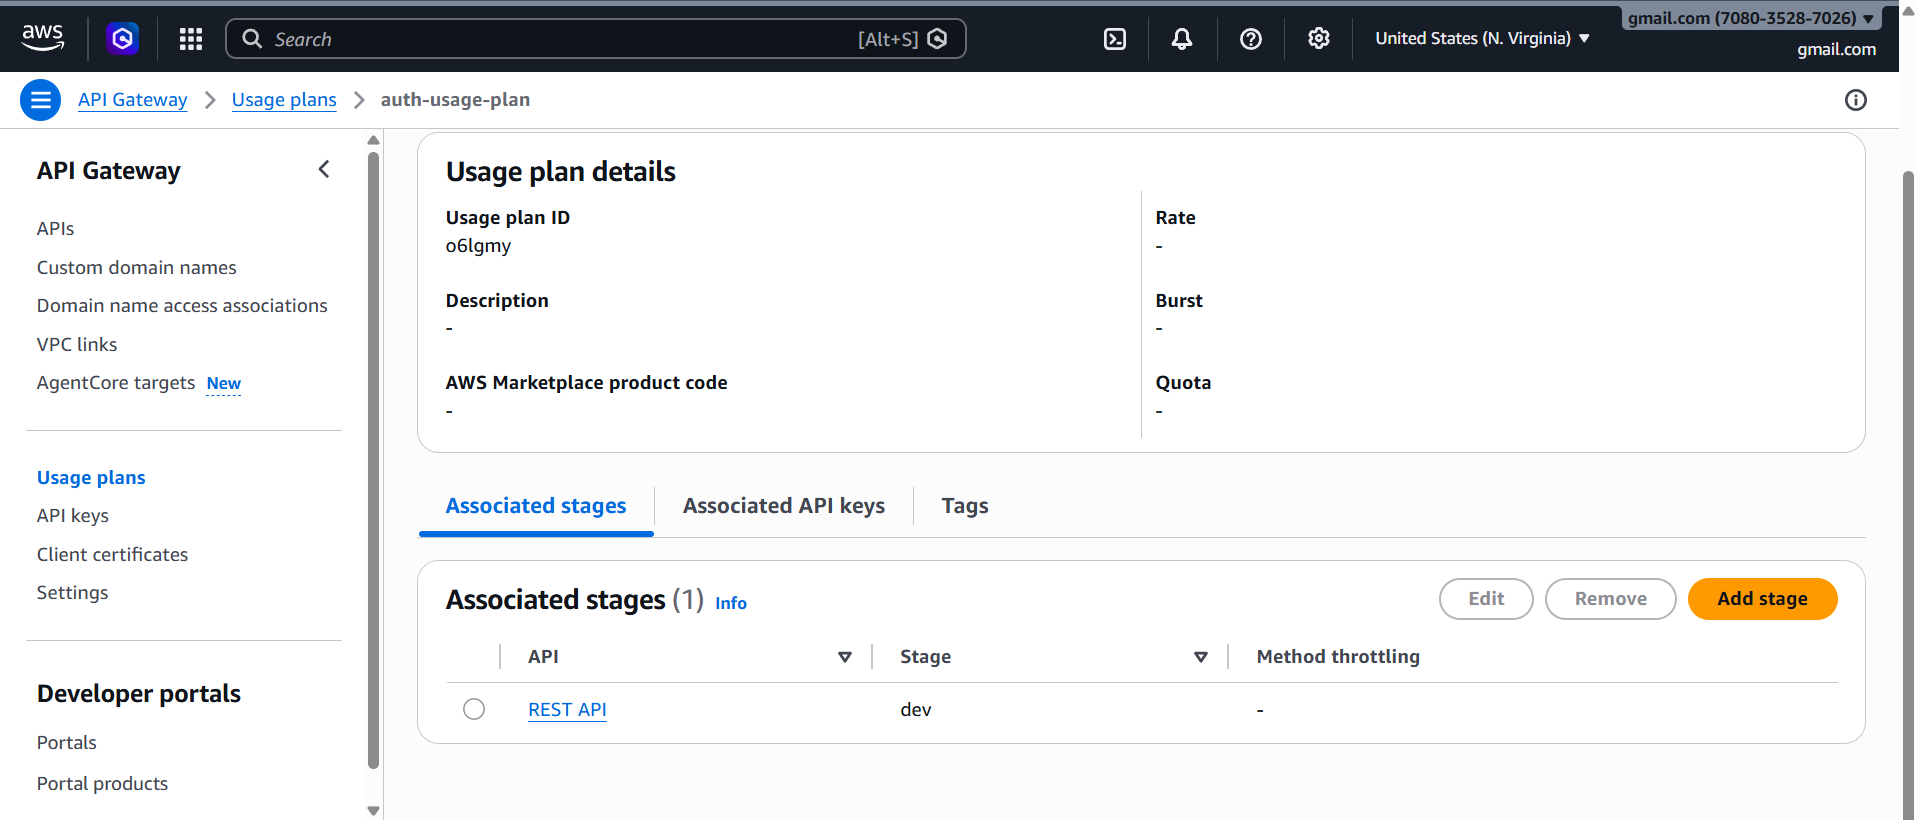 aws
Search [Alt+S]
United States (N. Virginia)
gmail.com (7080-3528-7026)
gmail.com
API Gateway
Usage plans
auth-usage-plan
API Gateway
APIs
Custom domain names
Domain name access associations
VPC links
AgentCore targets New
Usage plans
API keys
Client certificates
Settings
Developer portals
Portals
Portal products
Usage plan details
Usage plan ID
o6lgmy
Description
-
AWS Marketplace product code
-
Rate
-
Burst
-
Quota
-
Associated stages
Associated API keys
Tags
Associated stages (1) Info
Edit
Remove
Add stage
API Stage Method throttling
REST API dev -